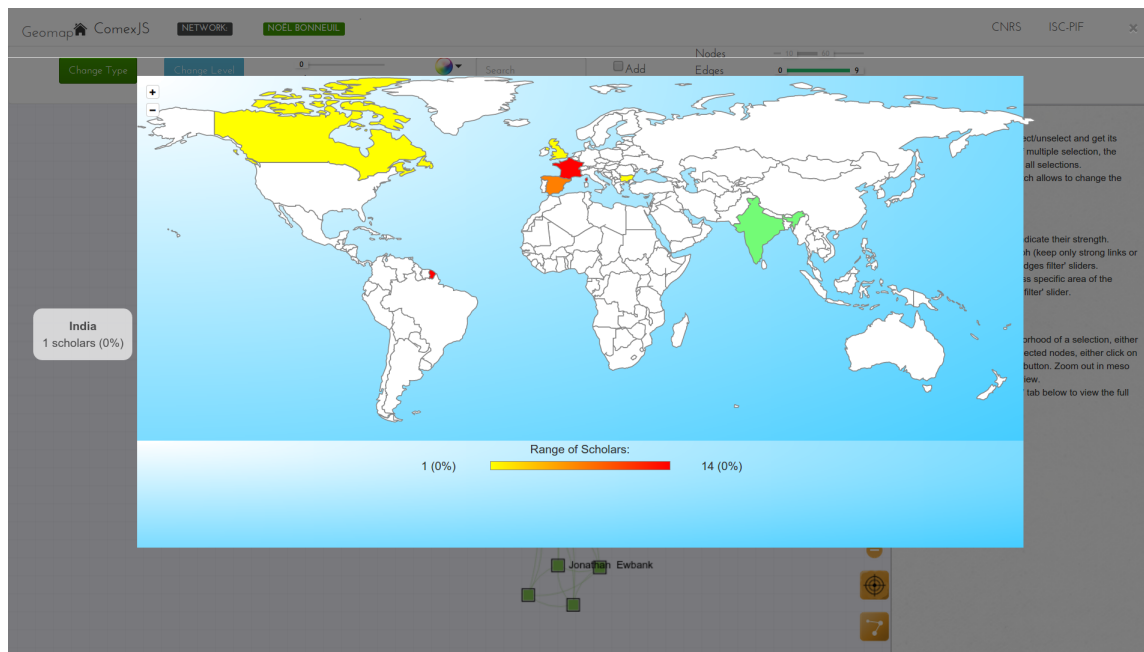 Geomap ComexJS NETWORK: NOËL BONNEUIL CNRS ISC-PIF ×
Change Type Change Level 0 Search Add Nodes 10 60
Edges 0 9
+
−
ect/unselect and get its
multiple selection, the
all selections.
ch allows to change the
dicate their strength.
ph (keep only strong links or
dges filter' sliders.
ss specific area of the
filter' slider.
India
1 scholars (0%)
orhood of a selection, either
ected nodes, either click on
button. Zoom out in meso
iew.
tab below to view the full
Range of Scholars:
1 (0%) 14 (0%)
Jonathan Ewbank